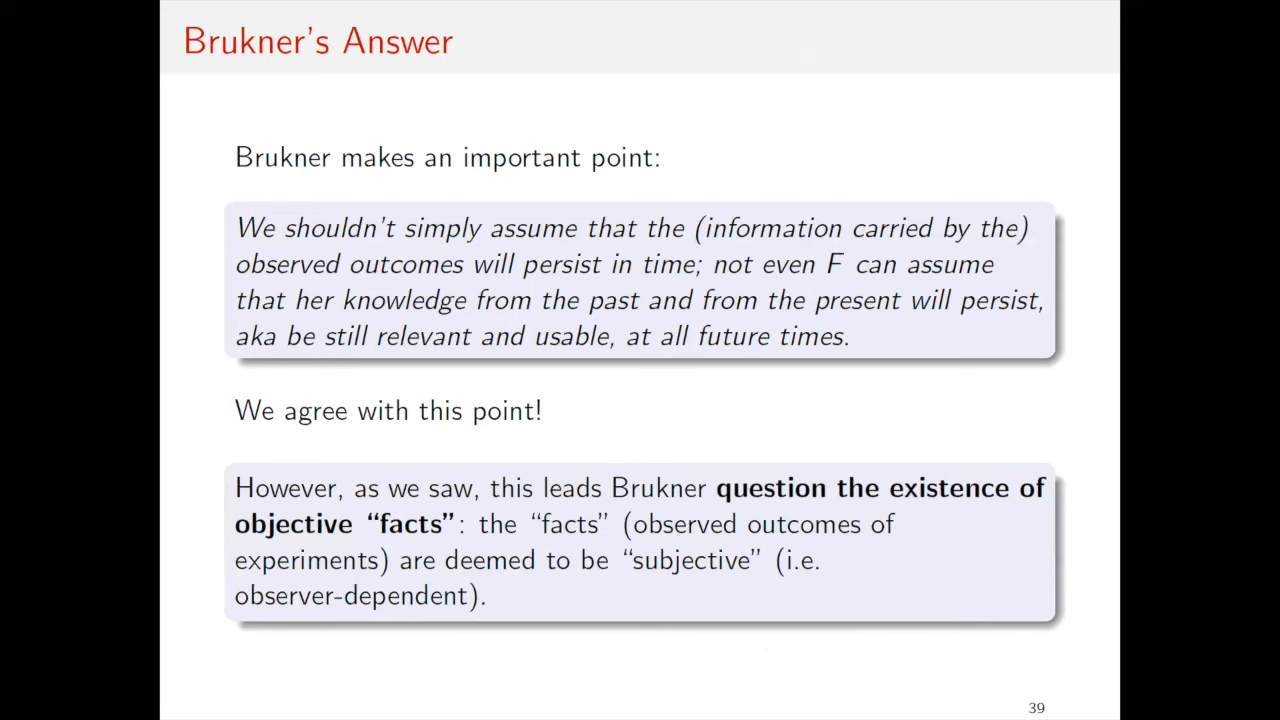 Brukner's Answer
Brukner makes an important point:
We shouldn't simply assume that the (information carried by the)
observed outcomes will persist in time; not even F can assume
that her knowledge from the past and from the present will persist,
aka be still relevant and usable, at all future times.
We agree with this point!
However, as we saw, this leads Brukner question the existence of
objective “facts”: the “facts” (observed outcomes of
experiments) are deemed to be “subjective” (i.e.
observer-dependent).
39